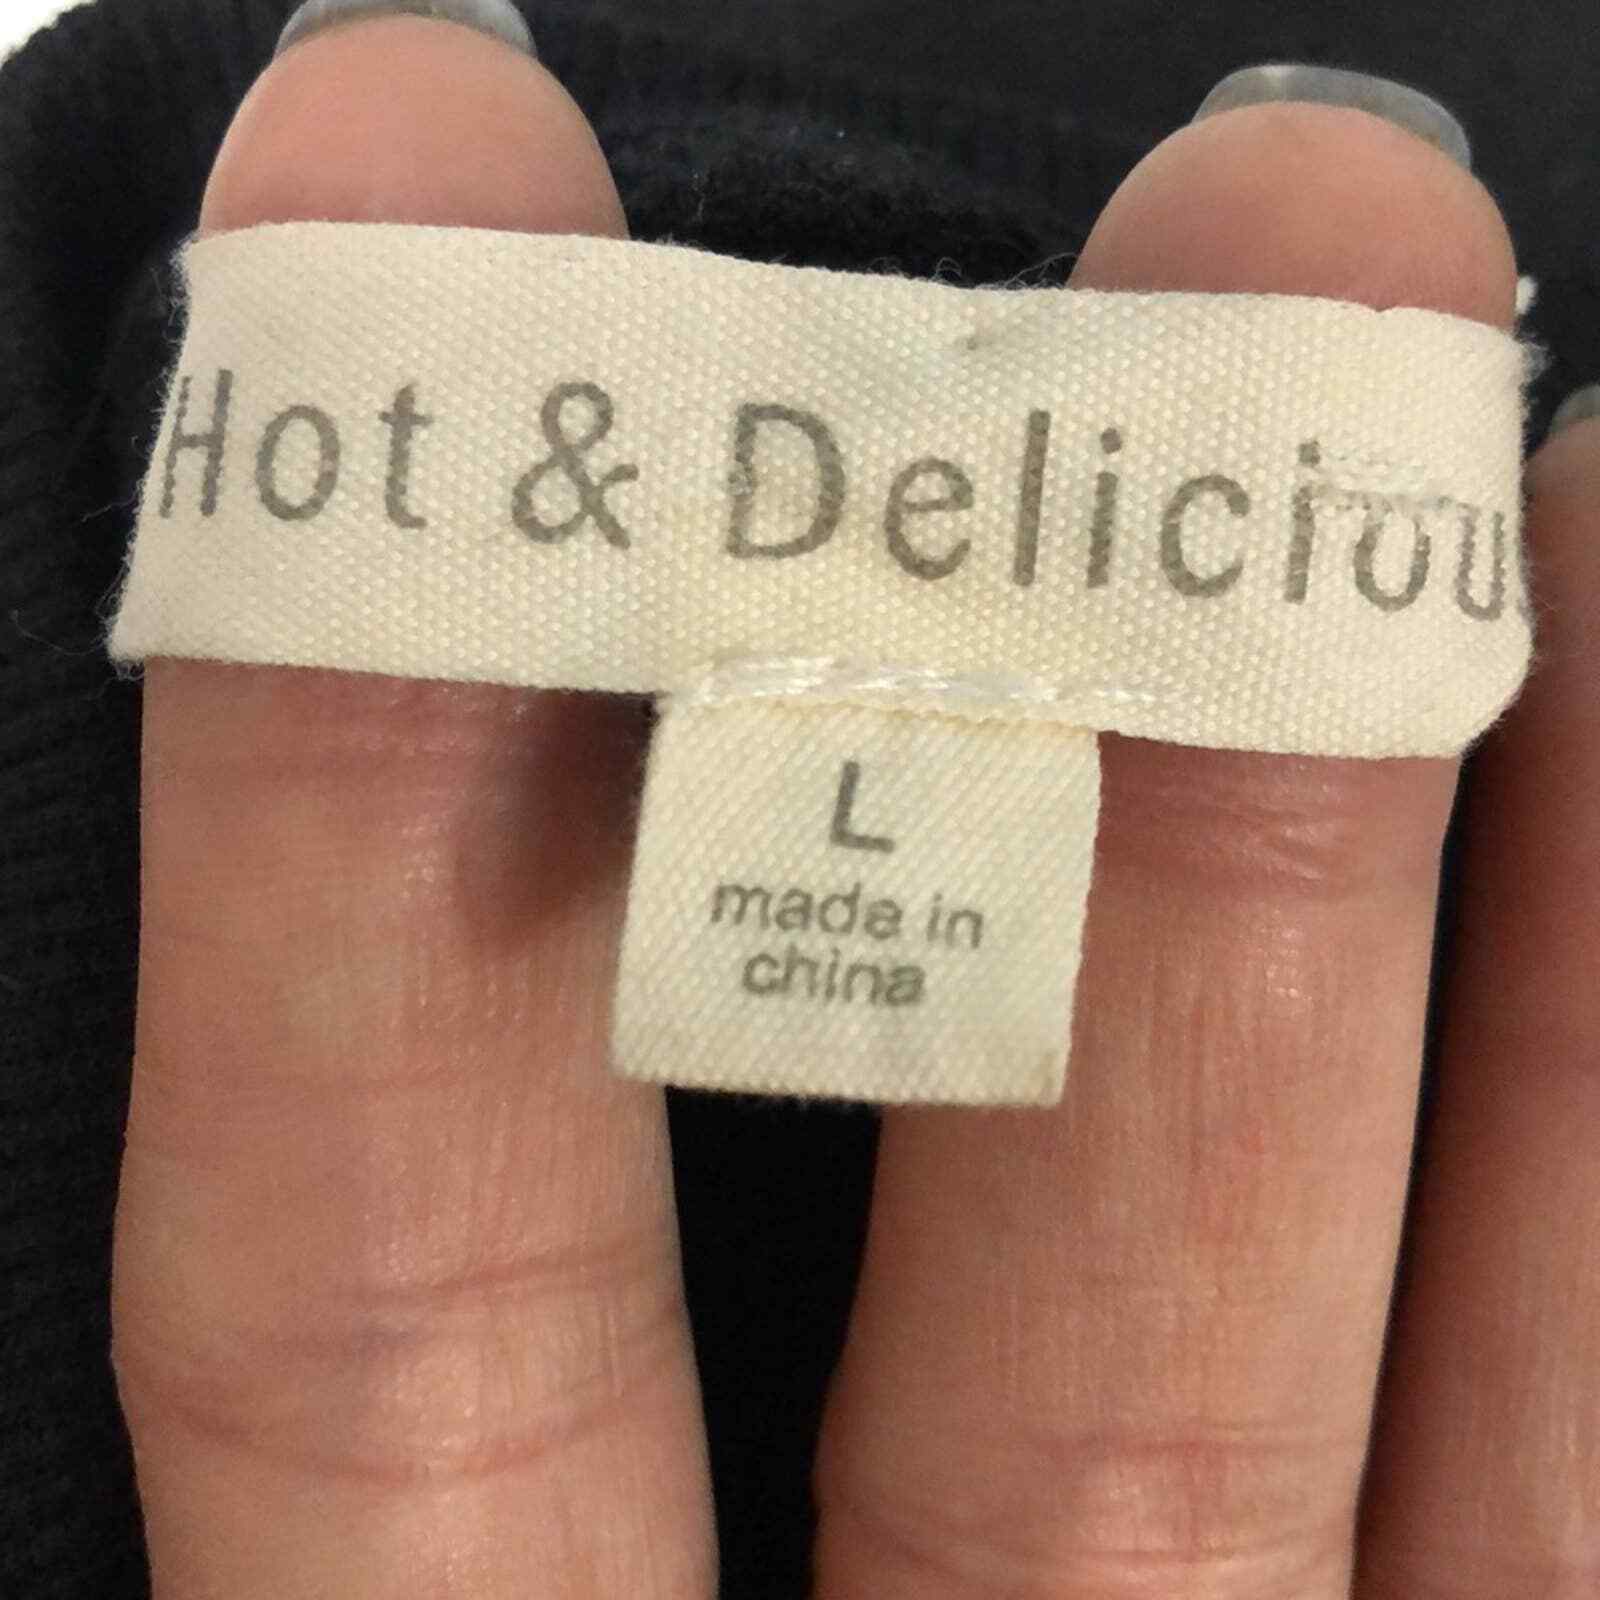 Hot & Delicious
L
made in
china